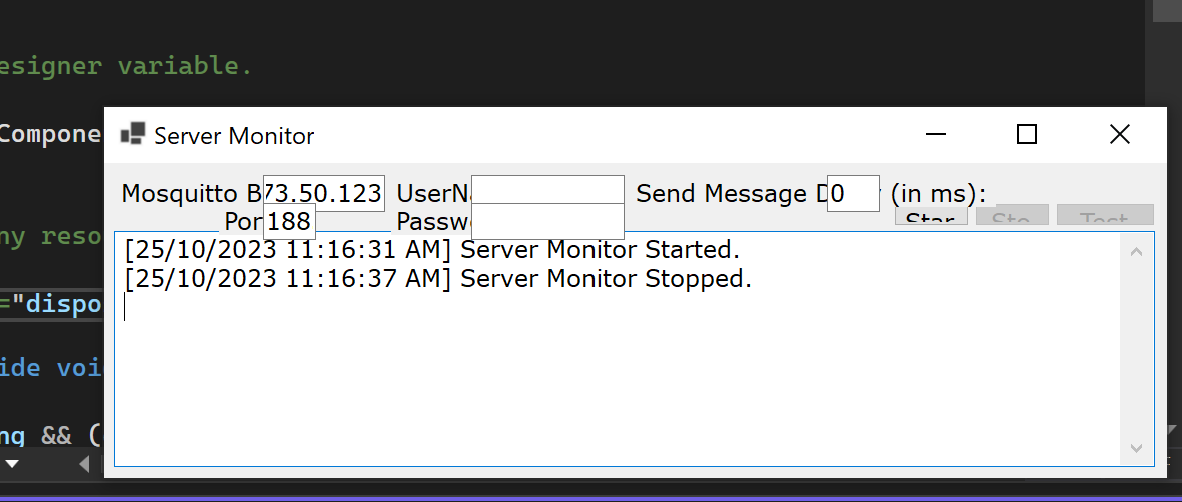 esigner variable.
Compone
ny reso
="dispo
ide voi
ng && (
Server Monitor
Mosquitto B 73.50.123 UserNa Send Message D 0 (in ms):
Por 188 Passw Star Sto Test
[25/10/2023 11:16:31 AM] Server Monitor Started.
[25/10/2023 11:16:37 AM] Server Monitor Stopped.